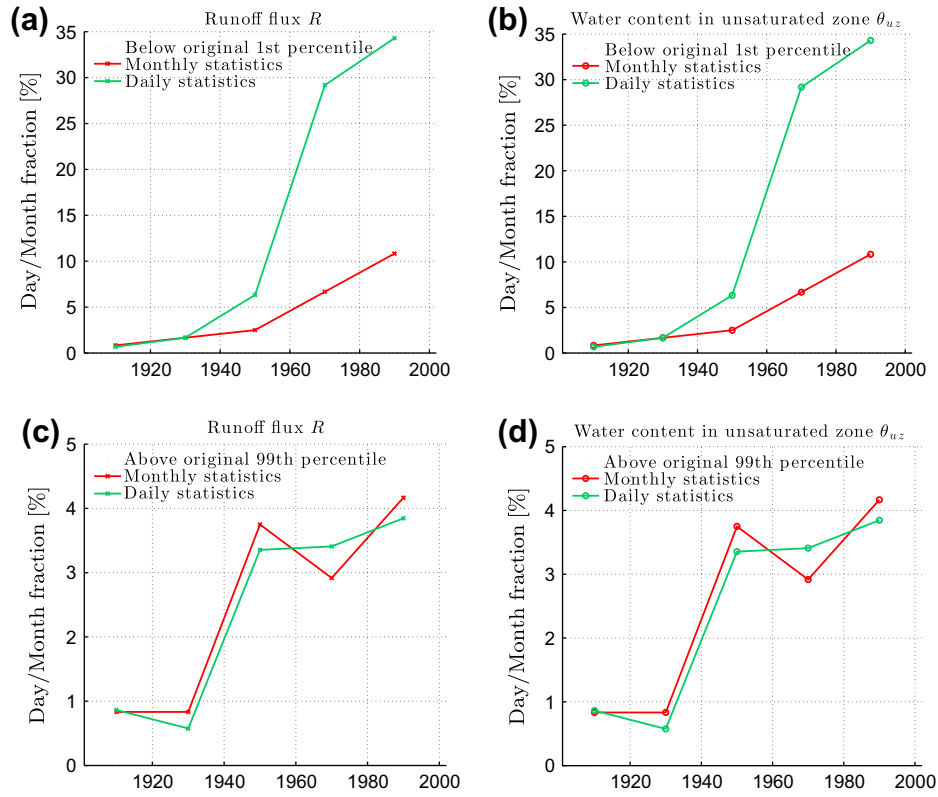 (a)
Runoff flux R
Below original 1st percentile
Monthly statistics
Daily statistics
Day/Month fraction [%]
35
30
25
20
15
10
5
0
1920 1940 1960 1980 2000
(b)
Water content in unsaturated zone θuz
Below original 1st percentile
Monthly statistics
Daily statistics
Day/Month fraction [%]
35
30
25
20
15
10
5
0
1920 1940 1960 1980 2000
(c)
Runoff flux R
Above original 99th percentile
Monthly statistics
Daily statistics
Day/Month fraction [%]
5
4
3
2
1
0
1920 1940 1960 1980 2000
(d)
Water content in unsaturated zone θuz
Above original 99th percentile
Monthly statistics
Daily statistics
Day/Month fraction [%]
5
4
3
2
1
0
1920 1940 1960 1980 2000